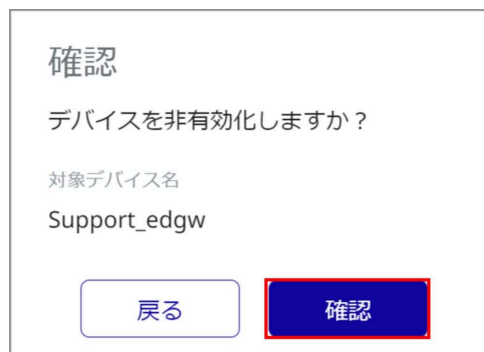 確認
デバイスを非有効化しますか？
対象デバイス名
Support_edgw
戻る
確認